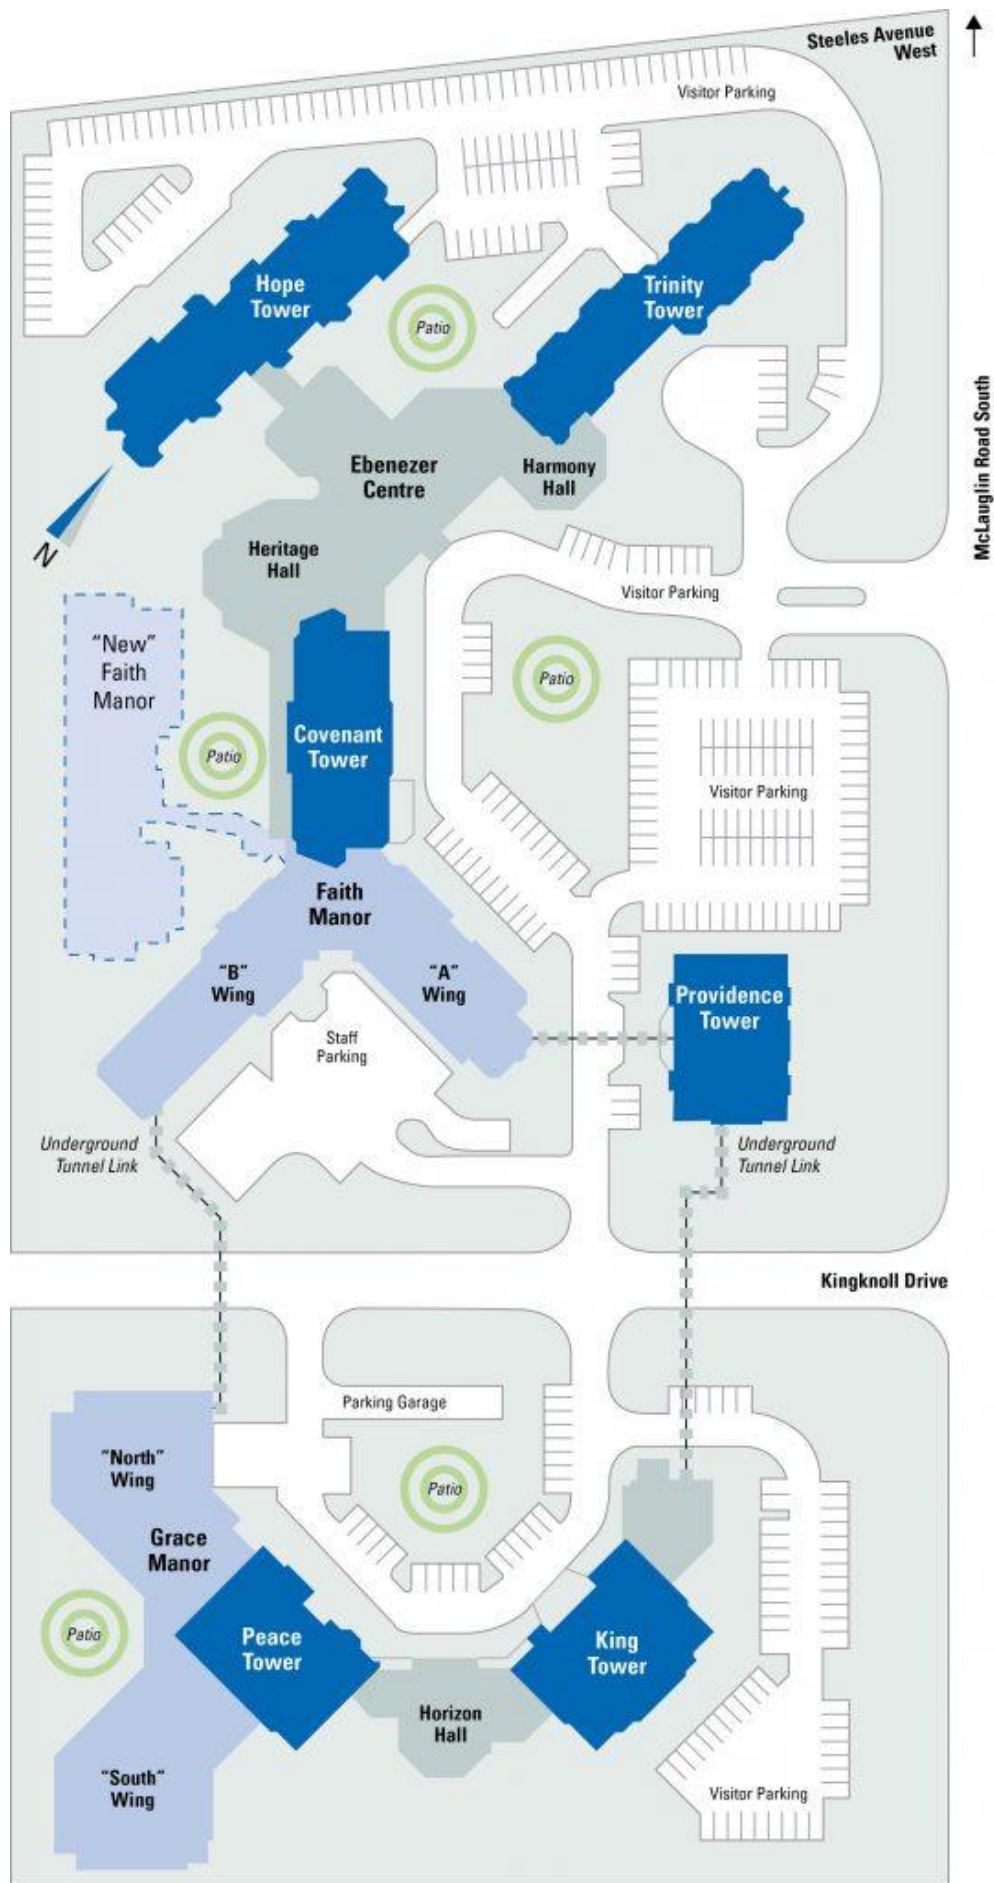 Steeles Avenue
West
Visitor Parking
Hope
Tower
Trinity
Tower
Patio
McLauglin Road South
Ebenezer
Centre
Harmony
Hall
N
Heritage
Hall
Visitor Parking
"New"
Faith
Manor
Patio
Patio
Covenant
Tower
Visitor Parking
Faith
Manor
"B"
Wing
"A"
Wing
Providence
Tower
Staff
Parking
Underground
Tunnel Link
Underground
Tunnel Link
Kingknoll Drive
Parking Garage
"North"
Wing
Patio
Grace
Manor
Patio
Peace
Tower
King
Tower
Horizon
Hall
"South"
Wing
Visitor Parking